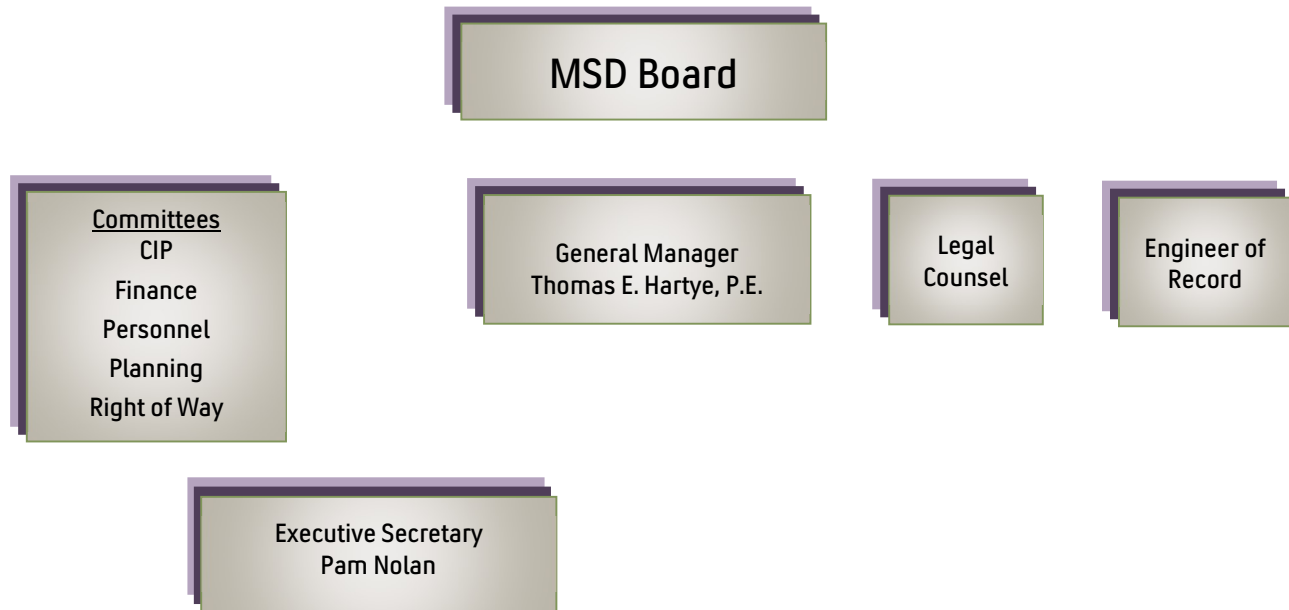 MSD Board
Committees
CIP
Finance
Personnel
Planning
Right of Way
General Manager
Thomas E. Hartye, P.E.
Legal
Counsel
Engineer of
Record
Executive Secretary
Pam Nolan